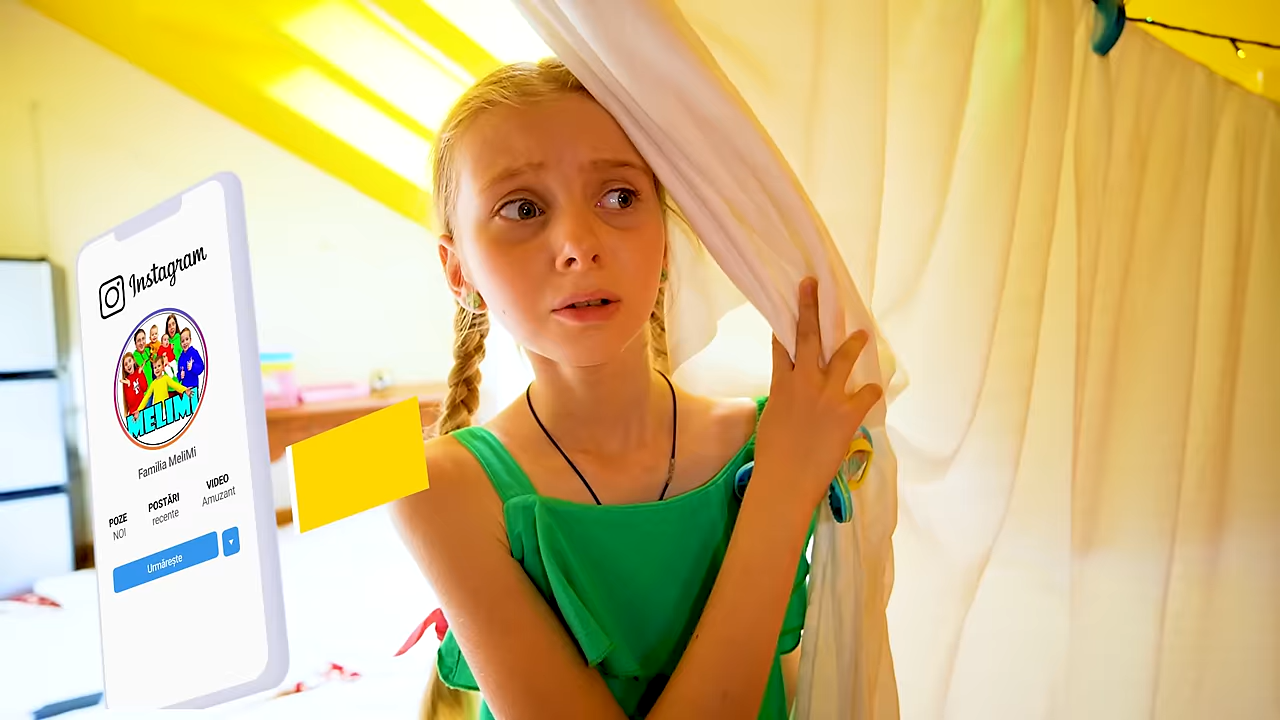 Instagram
MELIMI
Familia MeliMi
POZE POSTĂRI VIDEO
NOI recente Amuzant
Urmărește